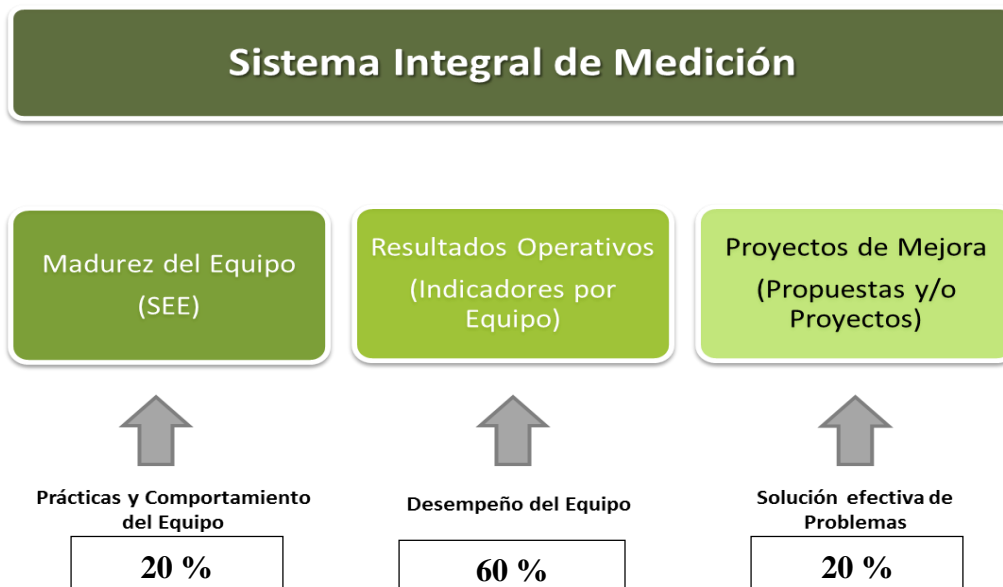 Sistema Integral de Medición
Madurez del Equipo
(SEE)
Resultados Operativos
(Indicadores por
Equipo)
Proyectos de Mejora
(Propuestas y/o
Proyectos)
Prácticas y Comportamiento
del Equipo
Desempeño del Equipo
Solución efectiva de
Problemas
20 %
60 %
20 %